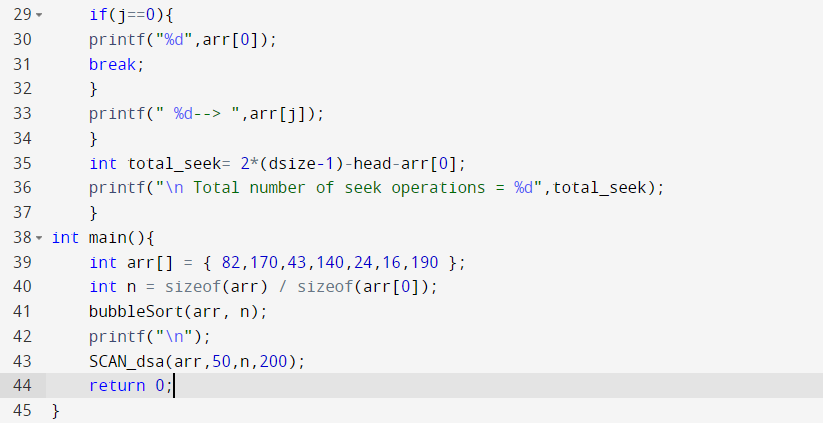 29 if(j==0){
30 printf("%d",arr[0]);
31 break;
32 }
33 printf(" %d--> ",arr[j]);
34 }
35 int total_seek= 2*(dsize-1)-head-arr[0];
36 printf("\n Total number of seek operations = %d",total_seek);
37 }
38 int main(){
39 int arr[] = { 82,170,43,140,24,16,190 };
40 int n = sizeof(arr) / sizeof(arr[0]);
41 bubbleSort(arr, n);
42 printf("\n");
43 SCAN_dsa(arr,50,n,200);
44 return 0;
45 }